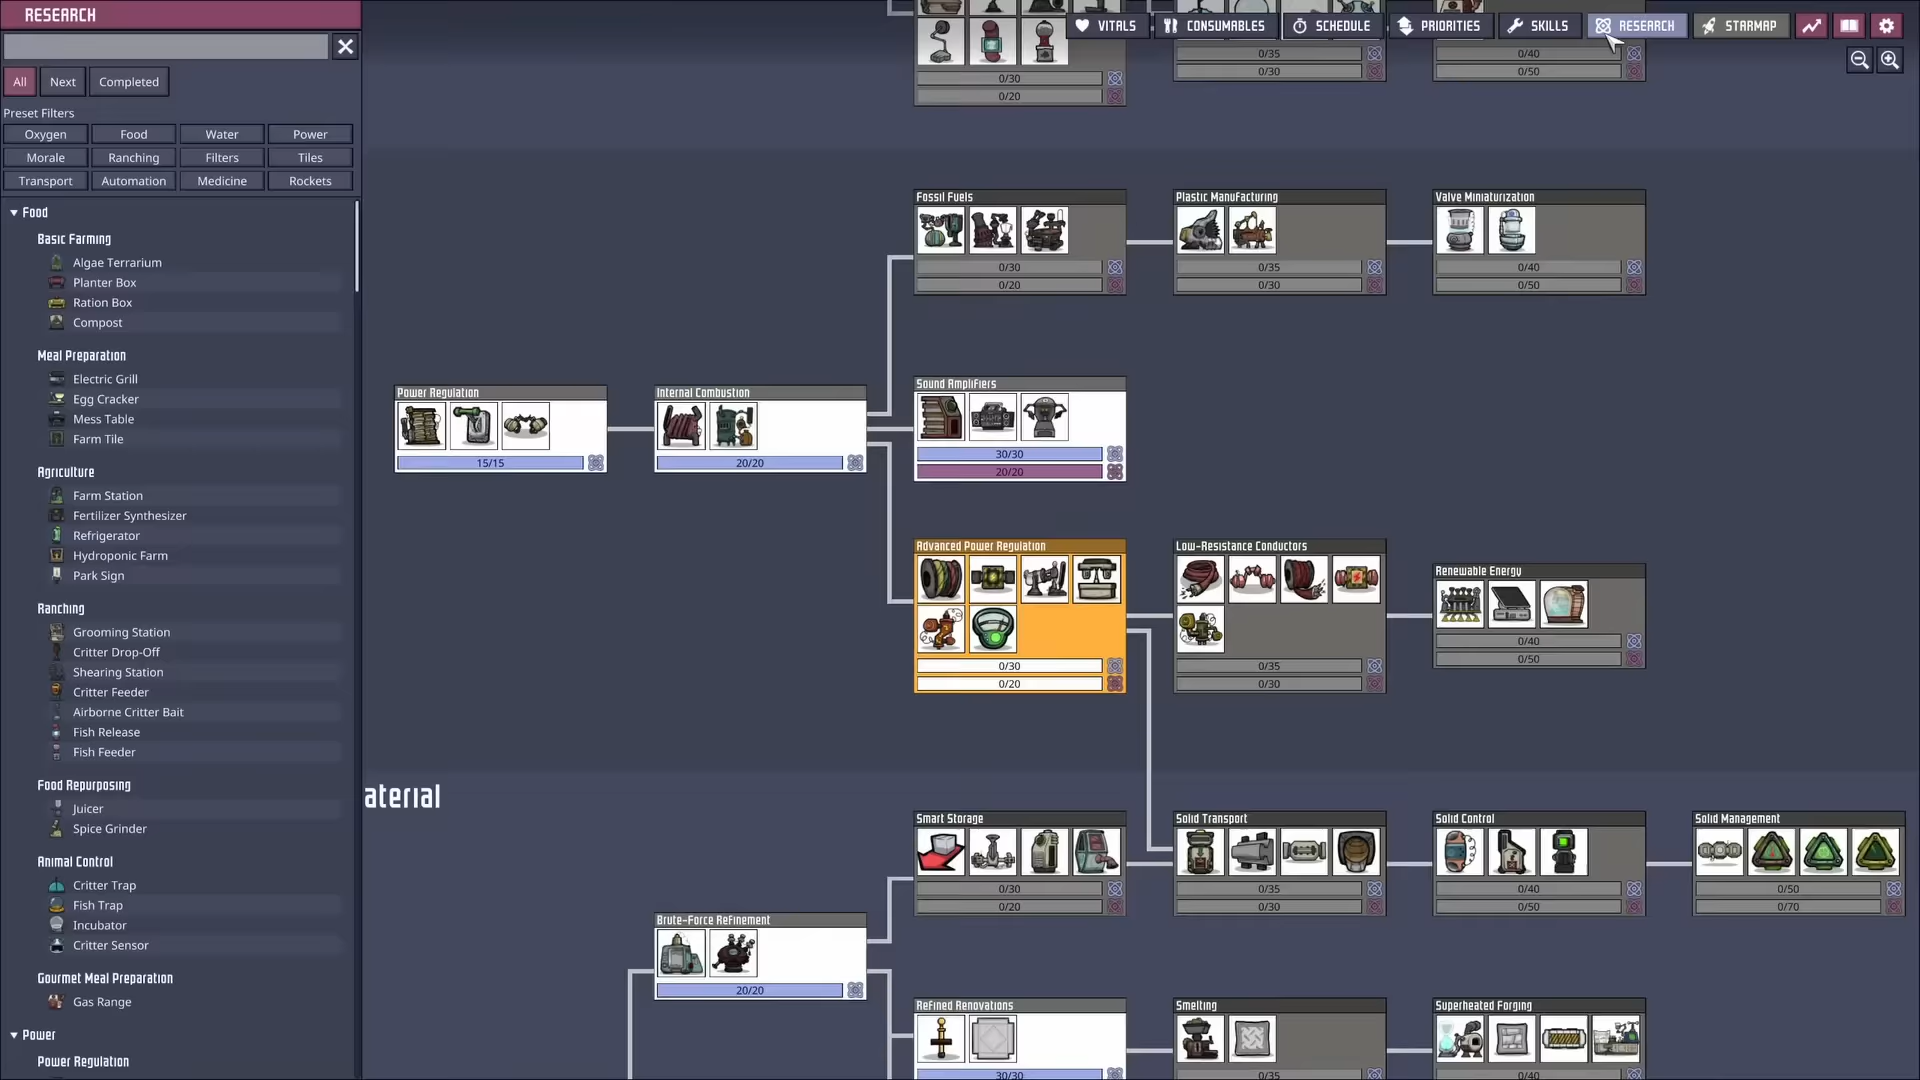 RESEARCH
VITALS
CONSUMABLES
SCHEDULE
PRIORITIES
SKILLS
RESEARCH
STARMAP
All
Next
Completed
Preset Filters
Oxygen
Food
Water
Power
Morale
Ranching
Filters
Tiles
Transport
Automation
Medicine
Rockets
Food
Basic Farming
Algae Terrarium
Planter Box
Ration Box
Compost
Meal Preparation
Electric Grill
Egg Cracker
Mess Table
Farm Tile
Agriculture
Farm Station
Fertilizer Synthesizer
Refrigerator
Hydroponic Farm
Park Sign
Ranching
Grooming Station
Critter Drop-Off
Shearing Station
Critter Feeder
Airborne Critter Bait
Fish Release
Fish Feeder
Food Repurposing
Juicer
Spice Grinder
Animal Control
Critter Trap
Fish Trap
Incubator
Critter Sensor
Gourmet Meal Preparation
Gas Range
Power
Power Regulation
0/30
0/20
0/35
0/30
0/40
0/50
Fossil Fuels
0/30
0/20
Plastic Manufacturing
0/35
0/30
Valve Miniaturization
0/40
0/50
Power Regulation
15/15
Internal Combustion
20/20
Sound Amplifiers
30/30
20/20
Advanced Power Regulation
0/30
0/20
Low-Resistance Conductors
0/35
0/30
Renewable Energy
0/40
0/50
aterial
Smart Storage
0/30
0/20
Solid Transport
0/35
0/30
Solid Control
0/40
0/50
Solid Management
0/50
0/70
Brute-Force Refinement
20/20
Refined Renovations
30/30
Smelting
0/35
Superheated Forging
0/40